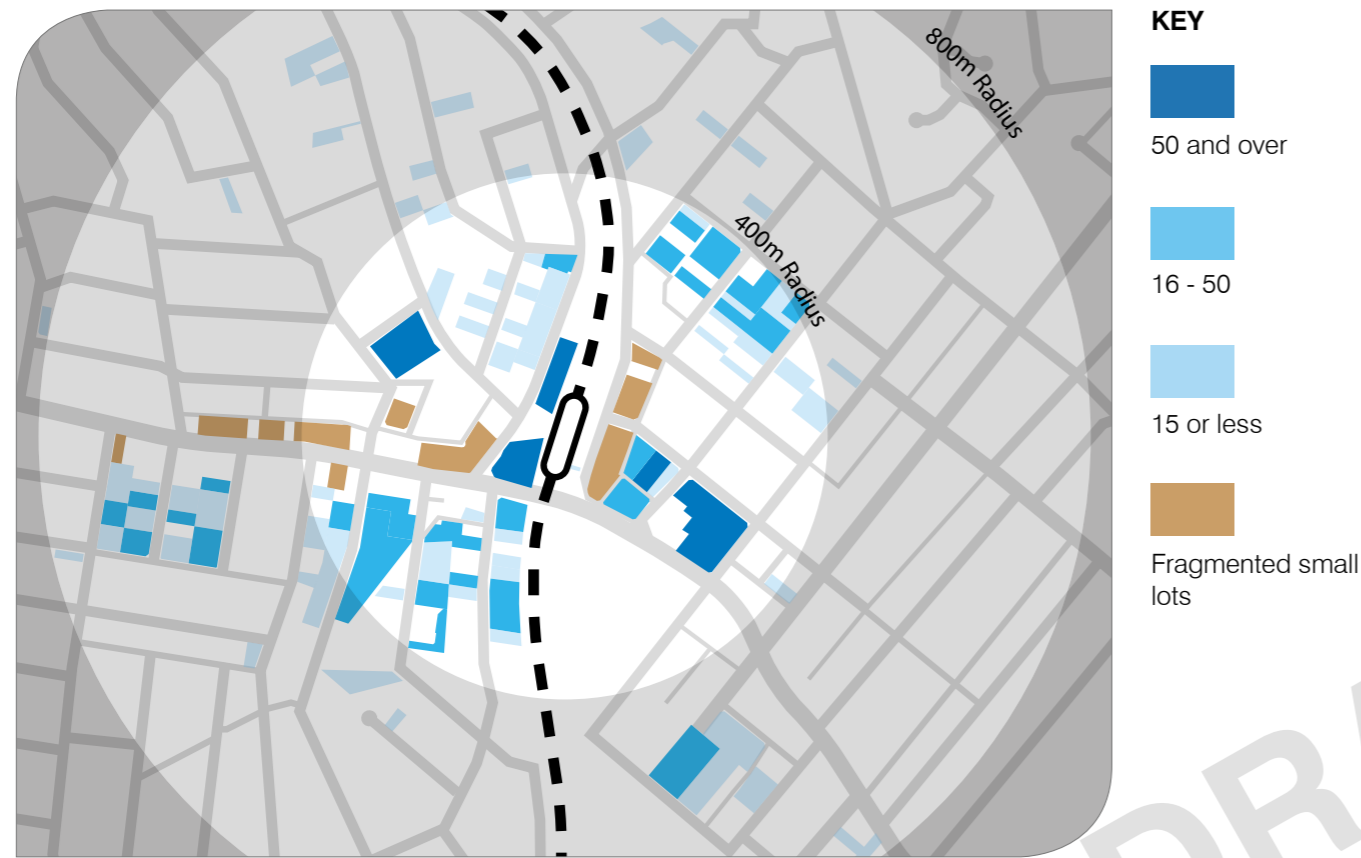 800m Radius
400m Radius
KEY
50 and over
16 - 50
15 or less
Fragmented small
lots